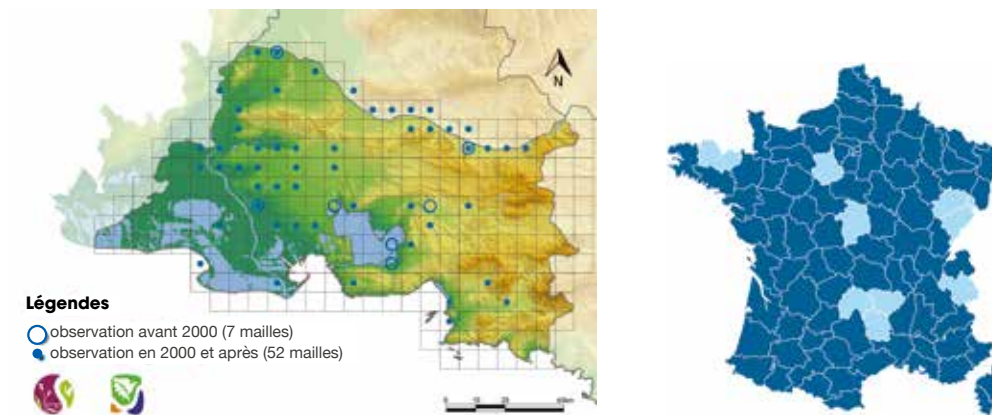 N
Légendes
observation avant 2000 (7 mailles)
observation en 2000 et après (52 mailles)